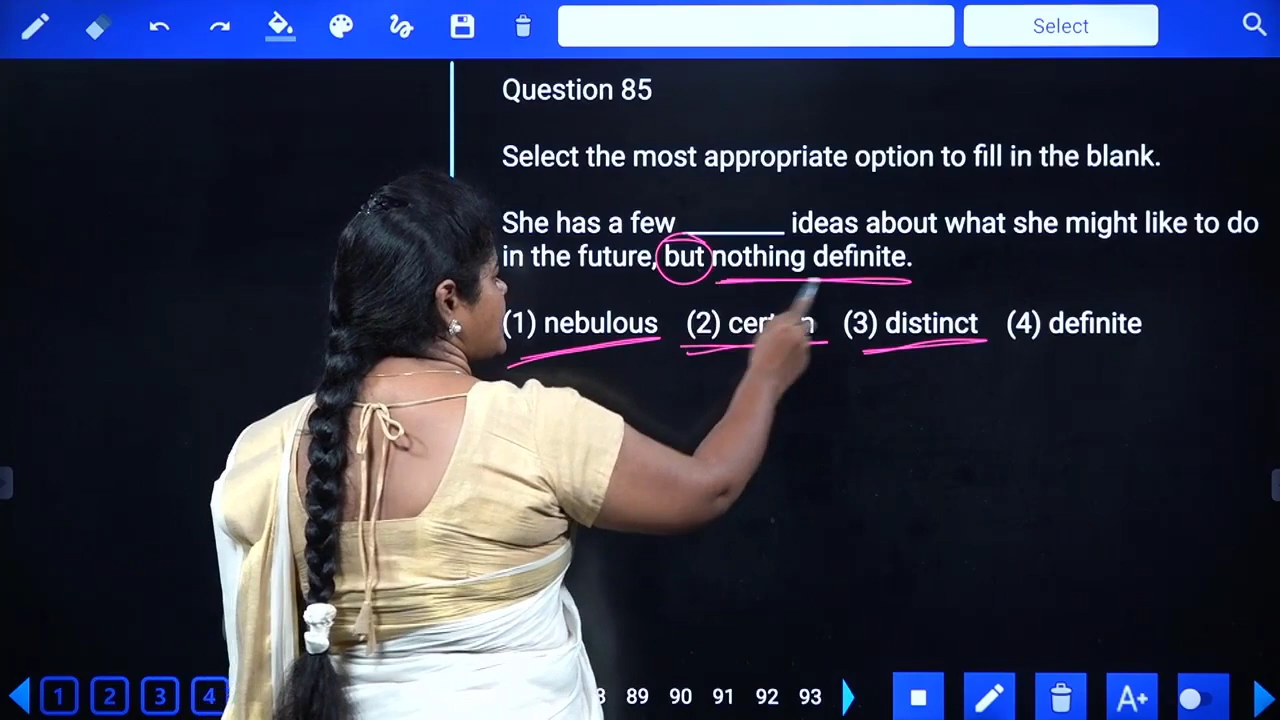 Select
Question 85
Select the most appropriate option to fill in the blank.
She has a few ________ ideas about what she might like to do
in the future, but nothing definite.
(1) nebulous (2) certain (3) distinct (4) definite
1 2 3 4 89 90 91 92 93 A+